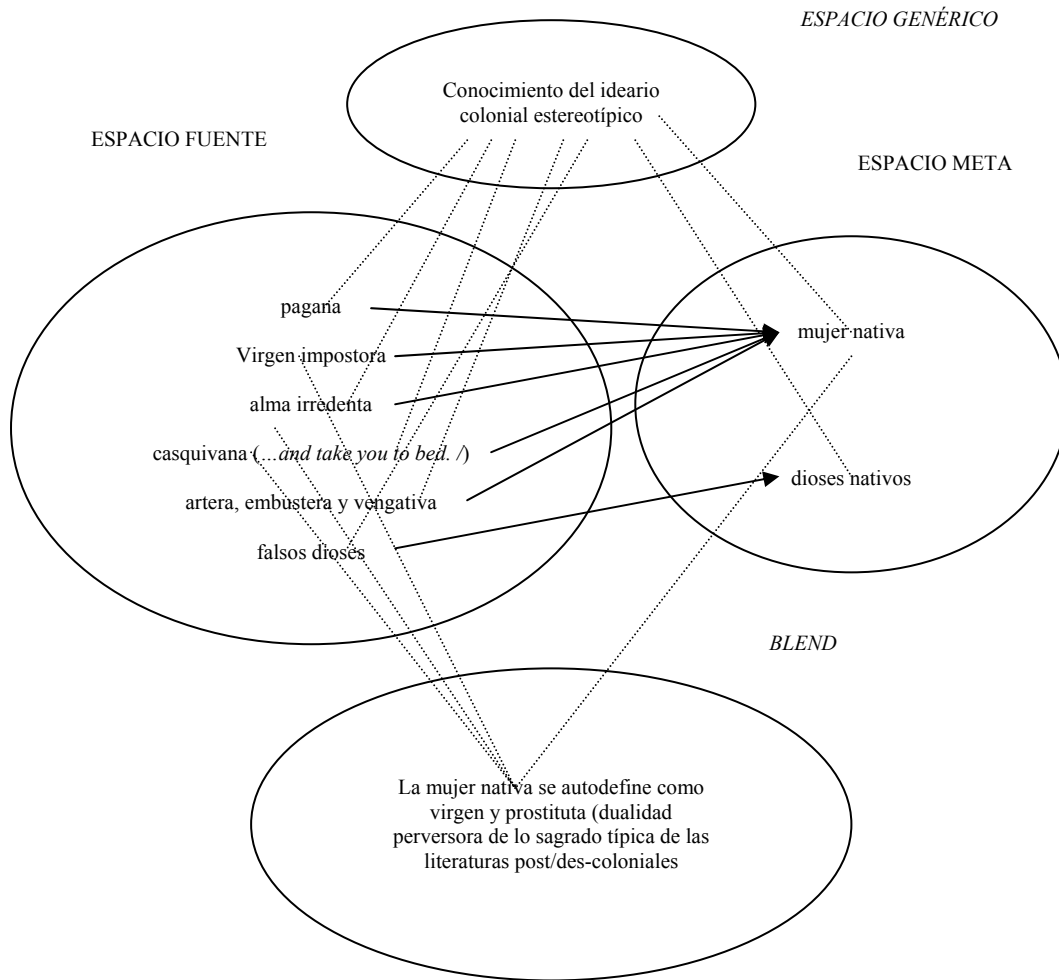 ESPACIO GENÉRICO
Conocimiento del ideario
colonial estereotípico
ESPACIO FUENTE
ESPACIO META
pagana
Virgen impostora
alma irredenta
casquivana (...and take you to bed. /)
artera, embustera y vengativa
falsos dioses
mujer nativa
dioses nativos
BLEND
La mujer nativa se autodefine como
virgen y prostituta (dualidad
perversora de lo sagrado típica de las
literaturas post/des-coloniales